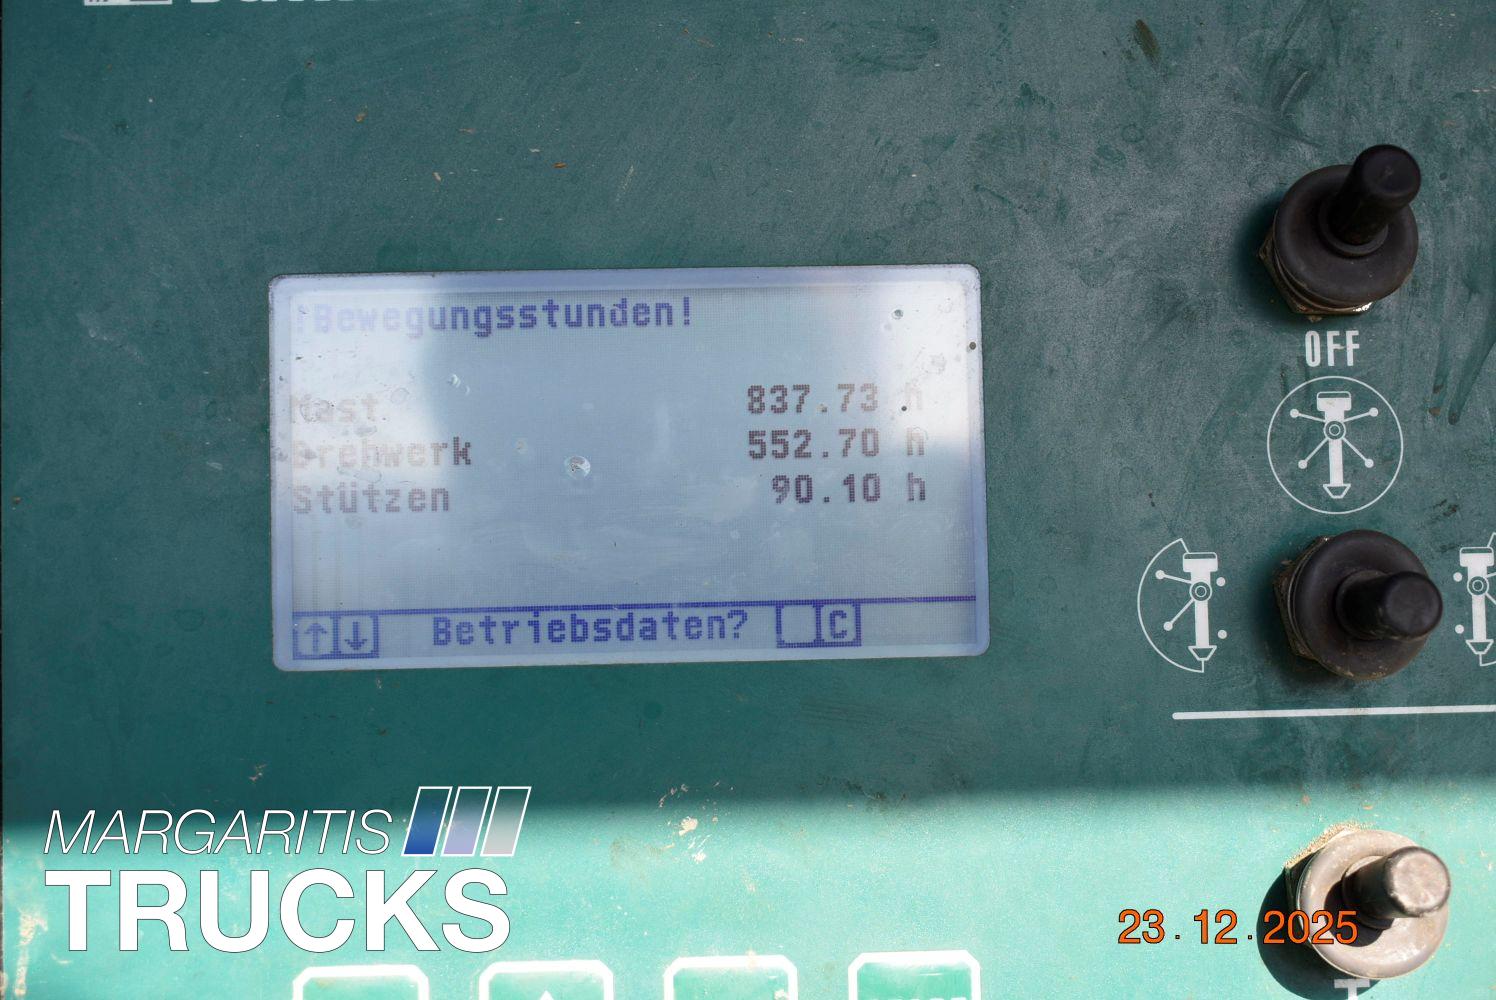 !Bewegungsstunden!
Mast 837.73 h
Drehwerk 552.70 h
Stützen 90.10 h
↑ ↓ Betriebsdaten? C
OFF
MARGARITIS
TRUCKS
23.12.2025